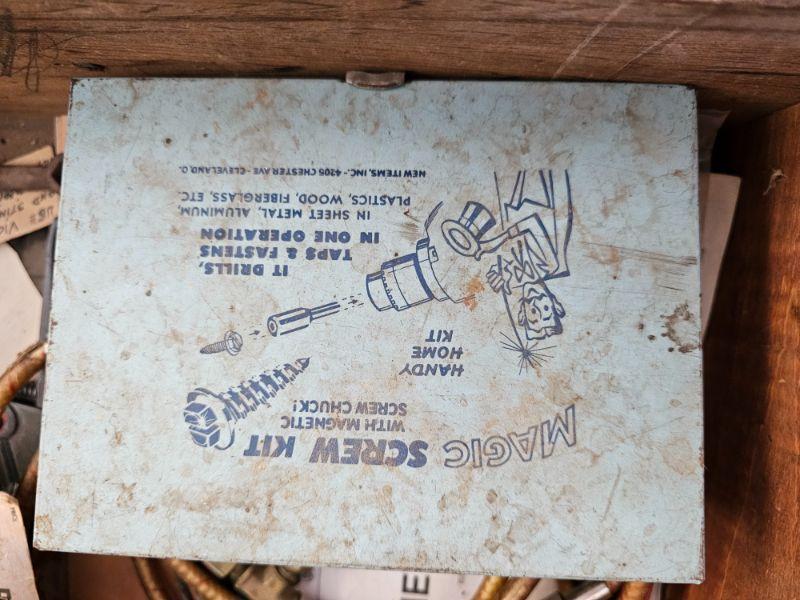 MAGIC SCREW KIT
WITH MAGNETIC
SCREW CHUCK!
HANDY
HOME
KIT
IT DRILLS,
TAPS & FASTENS
IN ONE OPERATION
IN SHEET METAL, ALUMINUM,
PLASTICS, WOOD, FIBERGLASS, ETC.
NEW ITEMS, INC. - 4205 CHESTER AVE - CLEVELAND, O.